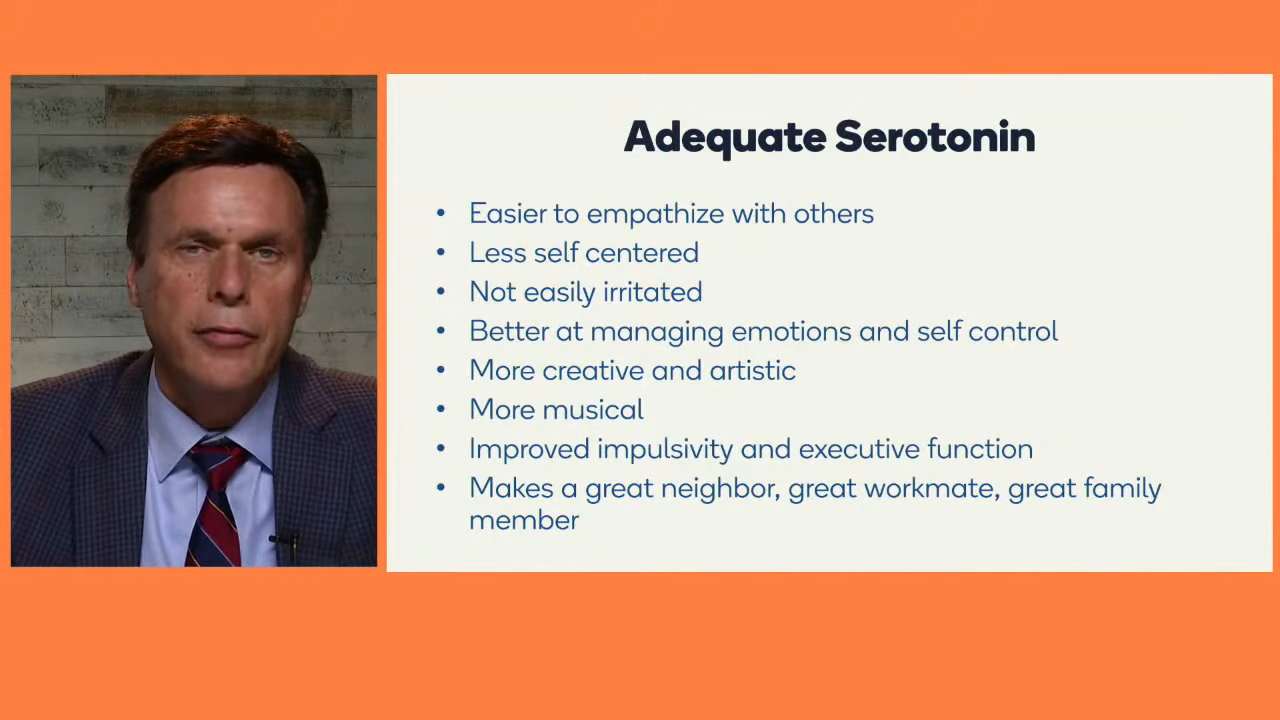 Adequate Serotonin
• Easier to empathize with others
• Less self centered
• Not easily irritated
• Better at managing emotions and self control
• More creative and artistic
• More musical
• Improved impulsivity and executive function
• Makes a great neighbor, great workmate, great family
member